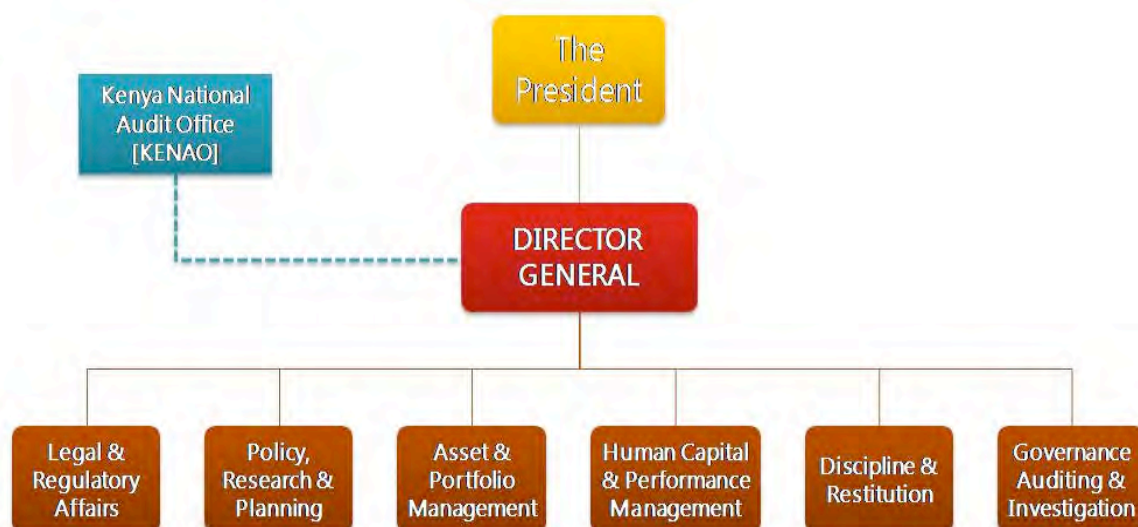 The
President
Kenya National
Audit Office
[KENAO]
DIRECTOR
GENERAL
Legal &
Regulatory
Affairs
Policy,
Research &
Planning
Asset &
Portfolio
Management
Human Capital
& Performance
Management
Discipline &
Restitution
Governance
Auditing &
Investigation